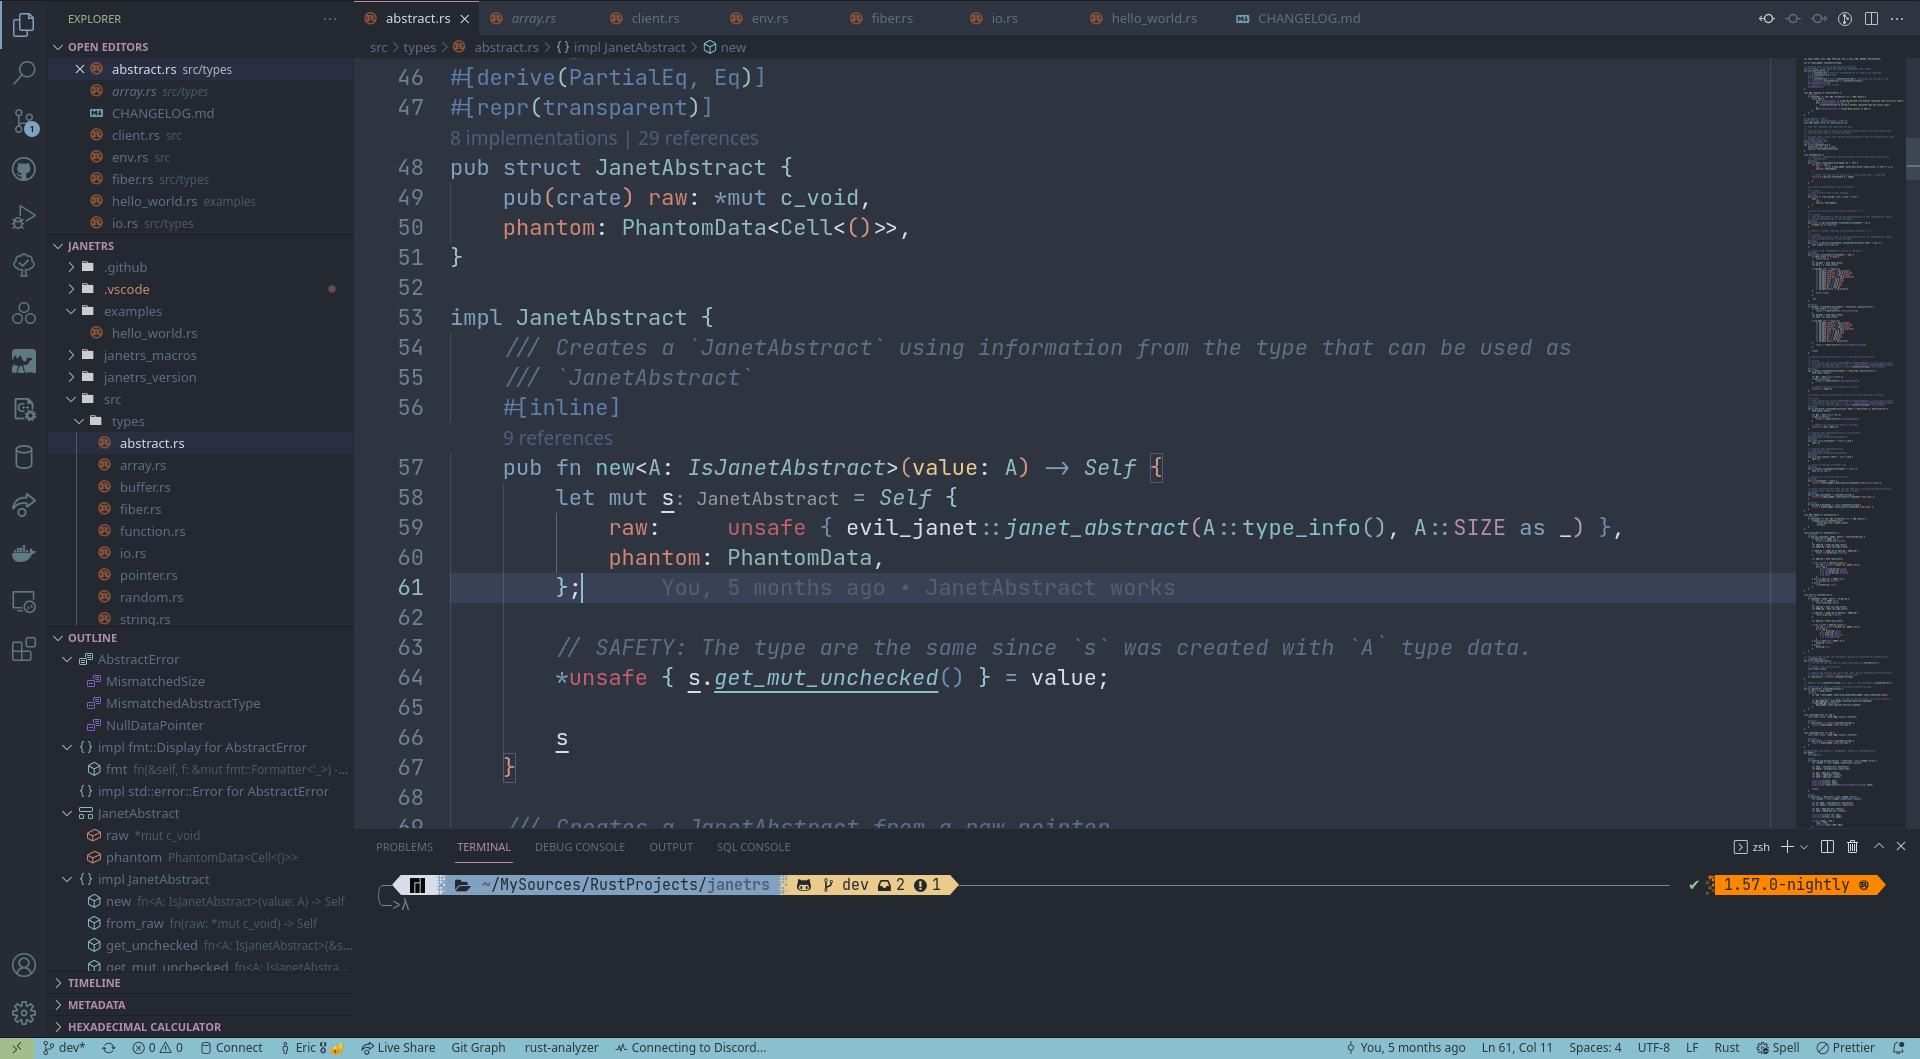 EXPLORER
OPEN EDITORS
abstract.rs src/types
array.rs src/types
CHANGELOG.md
client.rs src
env.rs src
fiber.rs src/types
hello_world.rs examples
io.rs src/types
JANETRS
.github
.vscode
examples
hello_world.rs
janetrs_macros
janetrs_version
src
types
abstract.rs
array.rs
buffer.rs
fiber.rs
function.rs
io.rs
pointer.rs
random.rs
string.rs
OUTLINE
AbstractError
MismatchedSize
MismatchedAbstractType
NullDataPointer
impl fmt::Display for AbstractError
fmt fn(&self, f: &mut fmt::Formatter<'_>) -...
impl std::error::Error for AbstractError
JanetAbstract
raw *mut c_void
phantom PhantomData<Cell<()>>
impl JanetAbstract
new fn<A: IsJanetAbstract>(value: A) -> Self
from_raw fn(raw: *mut c_void) -> Self
get_unchecked fn<A: IsJanetAbstract>(&s...
get_mut_unchecked fn<A: IsJanetAbstra...
TIMELINE
METADATA
HEXADECIMAL CALCULATOR
abstract.rs array.rs client.rs env.rs fiber.rs io.rs hello_world.rs CHANGELOG.md
src > types > abstract.rs > {} impl JanetAbstract > new
46 #[derive(PartialEq, Eq)]
47 #[repr(transparent)]
8 implementations | 29 references
48 pub struct JanetAbstract {
49 pub(crate) raw: *mut c_void,
50 phantom: PhantomData<Cell<()>>,
51 }
52
53 impl JanetAbstract {
54 /// Creates a `JanetAbstract` using information from the type that can be used as
55 /// `JanetAbstract`
56 #[inline]
9 references
57 pub fn new<A: IsJanetAbstract>(value: A) -> Self {
58 let mut s: JanetAbstract = Self {
59 raw: unsafe { evil_janet::janet_abstract(A::type_info(), A::SIZE as _) },
60 phantom: PhantomData,
61 }; You, 5 months ago • JanetAbstract works
62
63 // SAFETY: The type are the same since `s` was created with `A` type data.
64 *unsafe { s.get_mut_unchecked() } = value;
65
66 s
67 }
68
69 /// Creates a JanetAbstract from a raw pointer
PROBLEMS TERMINAL DEBUG CONSOLE OUTPUT SQL CONSOLE
zsh
~/MySources/RustProjects/janetrs dev 2 1 ✔ 1.57.0-nightly
->λ
dev* 0 0 Connect Eric Live Share Git Graph rust-analyzer Connecting to Discord... You, 5 months ago Ln 61, Col 11 Spaces: 4 UTF-8 LF Rust Spell Prettier